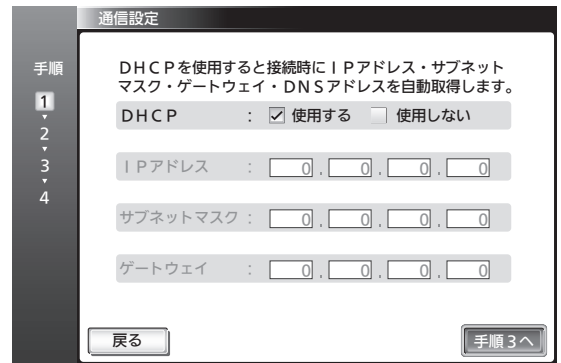 通信設定
手順
1
2
3
4
DHCPを使用すると接続時にIPアドレス・サブネット
マスク・ゲートウェイ・DNSアドレスを自動取得します。
DHCP : 使用する 使用しない
IPアドレス : 0 . 0 . 0 . 0
サブネットマスク : 0 . 0 . 0 . 0
ゲートウェイ : 0 . 0 . 0 . 0
戻る
手順3へ